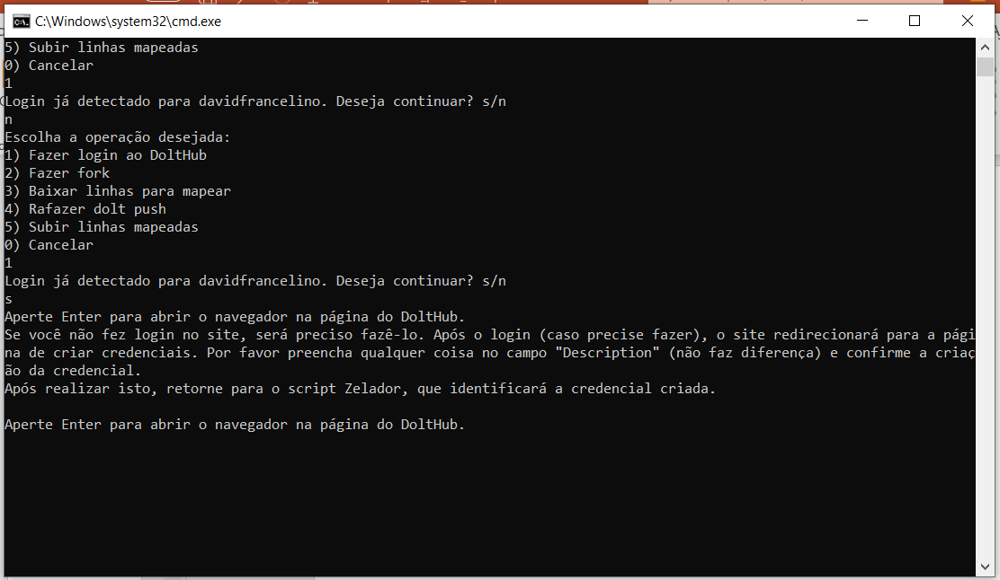 C:\Windows\system32\cmd.exe
5) Subir linhas mapeadas
0) Cancelar
1
Login já detectado para davidfrancelino. Deseja continuar? s/n
n
Escolha a operação desejada:
1) Fazer login ao DoltHub
2) Fazer fork
3) Baixar linhas para mapear
4) Rafazer dolt push
5) Subir linhas mapeadas
0) Cancelar
1
Login já detectado para davidfrancelino. Deseja continuar? s/n
s
Aperte Enter para abrir o navegador na página do DoltHub.
Se você não fez login no site, será preciso fazê-lo. Após o login (caso precise fazer), o site redirecionará para a pági
na de criar credenciais. Por favor preencha qualquer coisa no campo "Description" (não faz diferença) e confirme a criaç
ão da credencial.
Após realizar isto, retorne para o script Zelador, que identificará a credencial criada.
Aperte Enter para abrir o navegador na página do DoltHub.